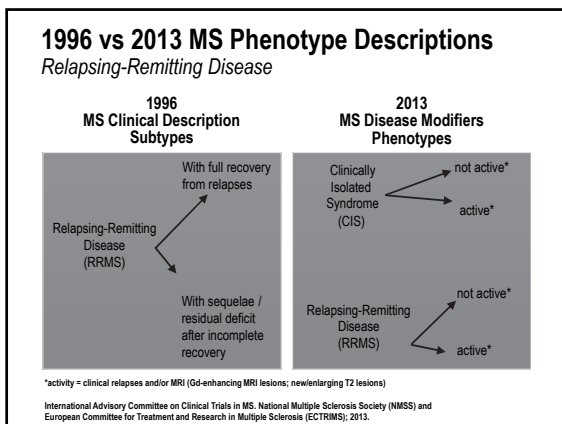 1996 vs 2013 MS Phenotype Descriptions
Relapsing-Remitting Disease
1996
MS Clinical Description
Subtypes
With full recovery
from relapses
Relapsing-Remitting
Disease
(RRMS)
With sequelae /
residual deficit
after incomplete
recovery
2013
MS Disease Modifiers
Phenotypes
Clinically
Isolated
Syndrome
(CIS)
not active*
active*
Relapsing-Remitting
Disease
(RRMS)
not active*
active*
*activity = clinical relapses and/or MRI (Gd-enhancing MRI lesions; new/enlarging T2 lesions)
International Advisory Committee on Clinical Trials in MS. National Multiple Sclerosis Society (NMSS) and
European Committee for Treatment and Research in Multiple Sclerosis (ECTRIMS); 2013.